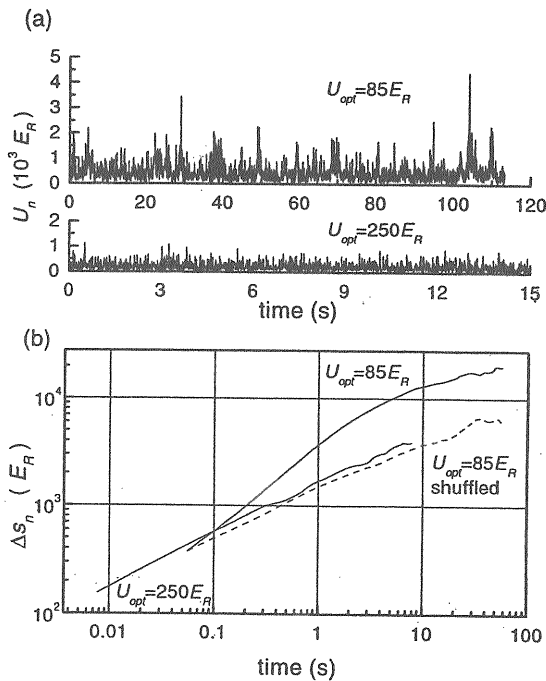 (a)
5
4
3
2
1
0
U_n (10^3 E_R)
U_opt=85E_R
0 20 40 60 80 100 120
2
1
0
U_opt=250E_R
0 3 6 9 12 15
time (s)
(b)
10^4
10^3
10^2
Δs_n ( E_R )
U_opt=85E_R
U_opt=85E_R
shuffled
U_opt=250E_R
0.01 0.1 1 10 100
time (s)